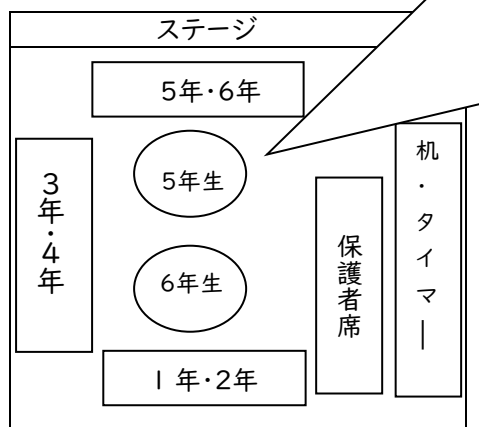 ステージ
5年・6年
5年生
3年・4年
6年生
1年・2年
保護者席
机・タイマー